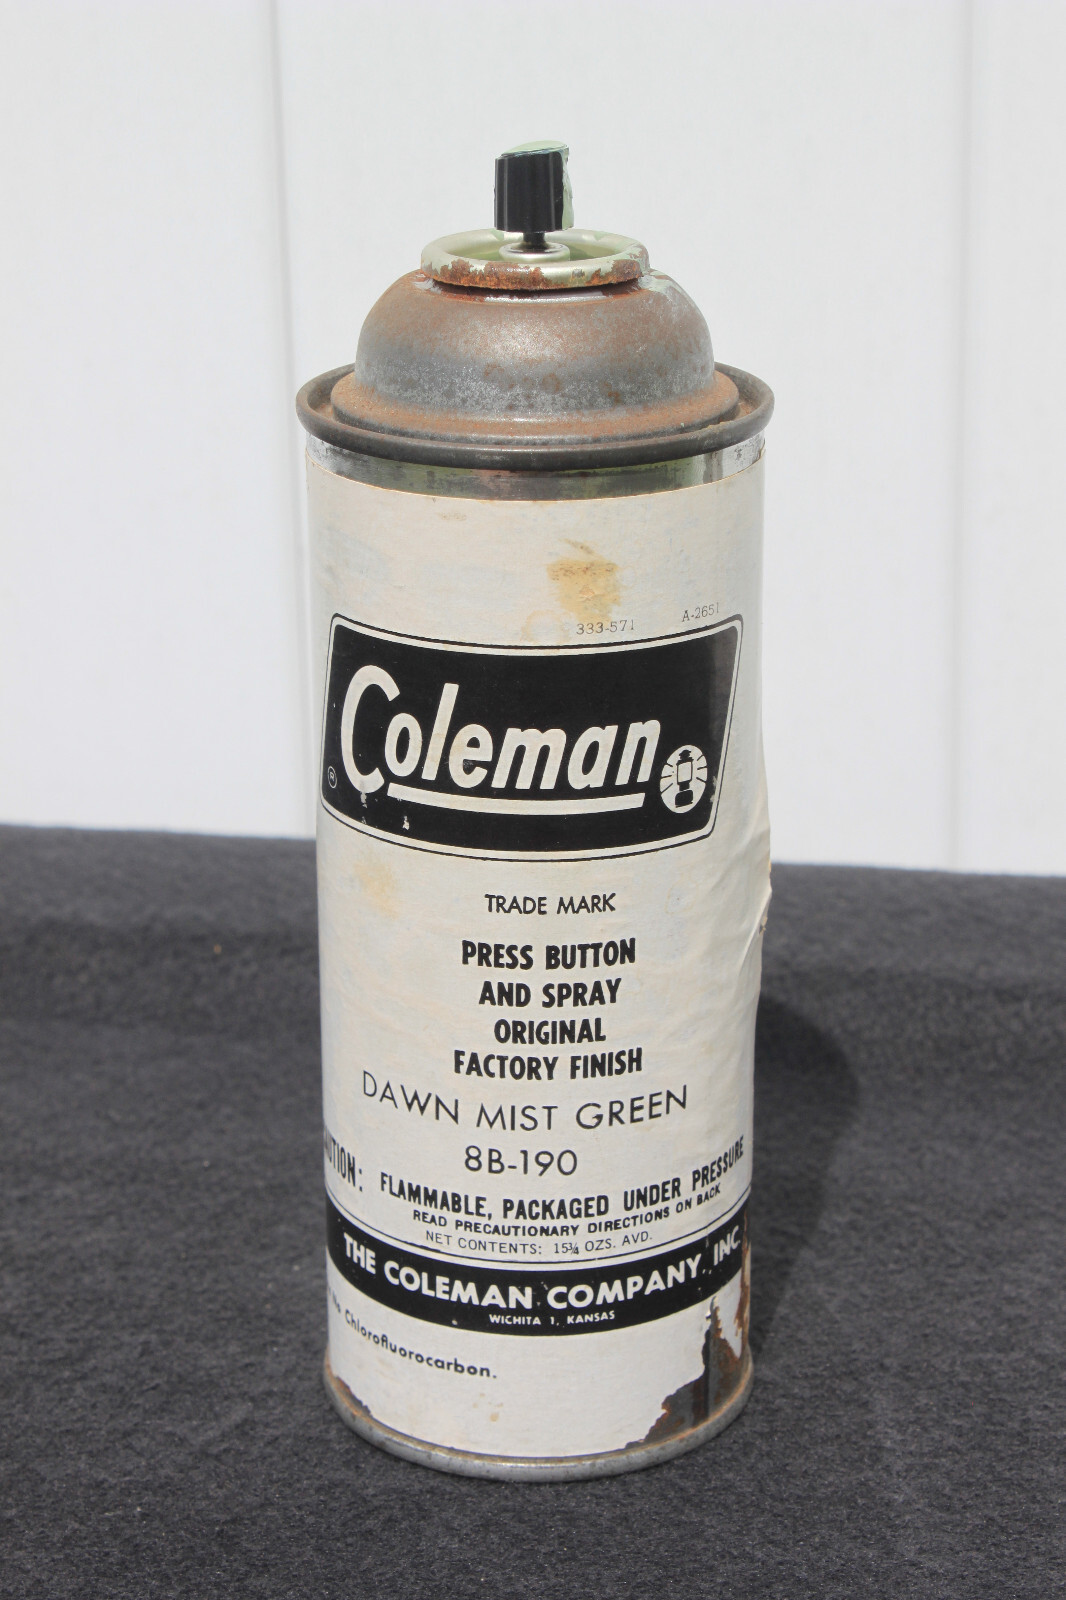 333-571 A-2651
Coleman
®
TRADE MARK
PRESS BUTTON
AND SPRAY
ORIGINAL
FACTORY FINISH
DAWN MIST GREEN
8B-190
UTION: FLAMMABLE, PACKAGED UNDER PRESSURE
READ PRECAUTIONARY DIRECTIONS ON BACK
NET CONTENTS: 15¾ OZS. AVD.
THE COLEMAN COMPANY, INC
WICHITA 1, KANSAS
No Chlorofluorocarbon.